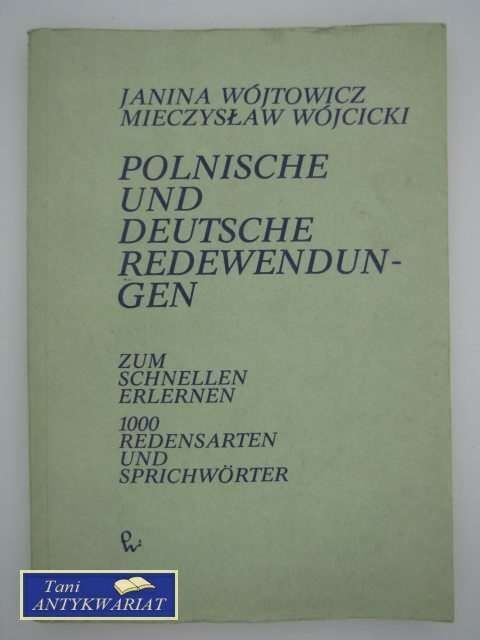 JANINA WÓJTOWICZ
MIECZYSŁAW WÓJCICKI
POLNISCHE
UND
DEUTSCHE
REDEWENDUN-
GEN
ZUM
SCHNELLEN
ERLERNEN
1000
REDENSARTEN
UND
SPRICHWÖRTER
Tani
ANTYKWARIAT